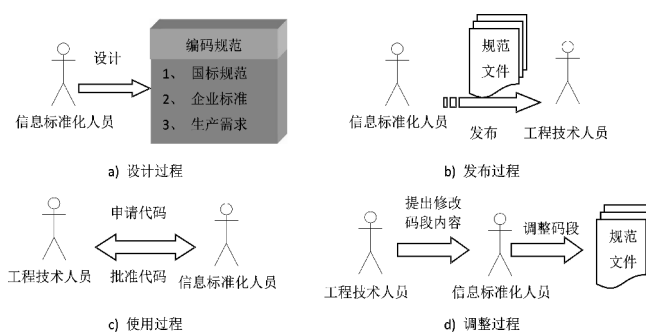 设计
编码规范
1、 国标规范
2、 企业标准
3、 生产需求
信息标准化人员
a) 设计过程
规范
文件
信息标准化人员
发布
工程技术人员
b) 发布过程
申请代码
批准代码
工程技术人员
信息标准化人员
c) 使用过程
提出修改
码段内容
调整码段
规范
文件
工程技术人员
信息标准化人员
d) 调整过程